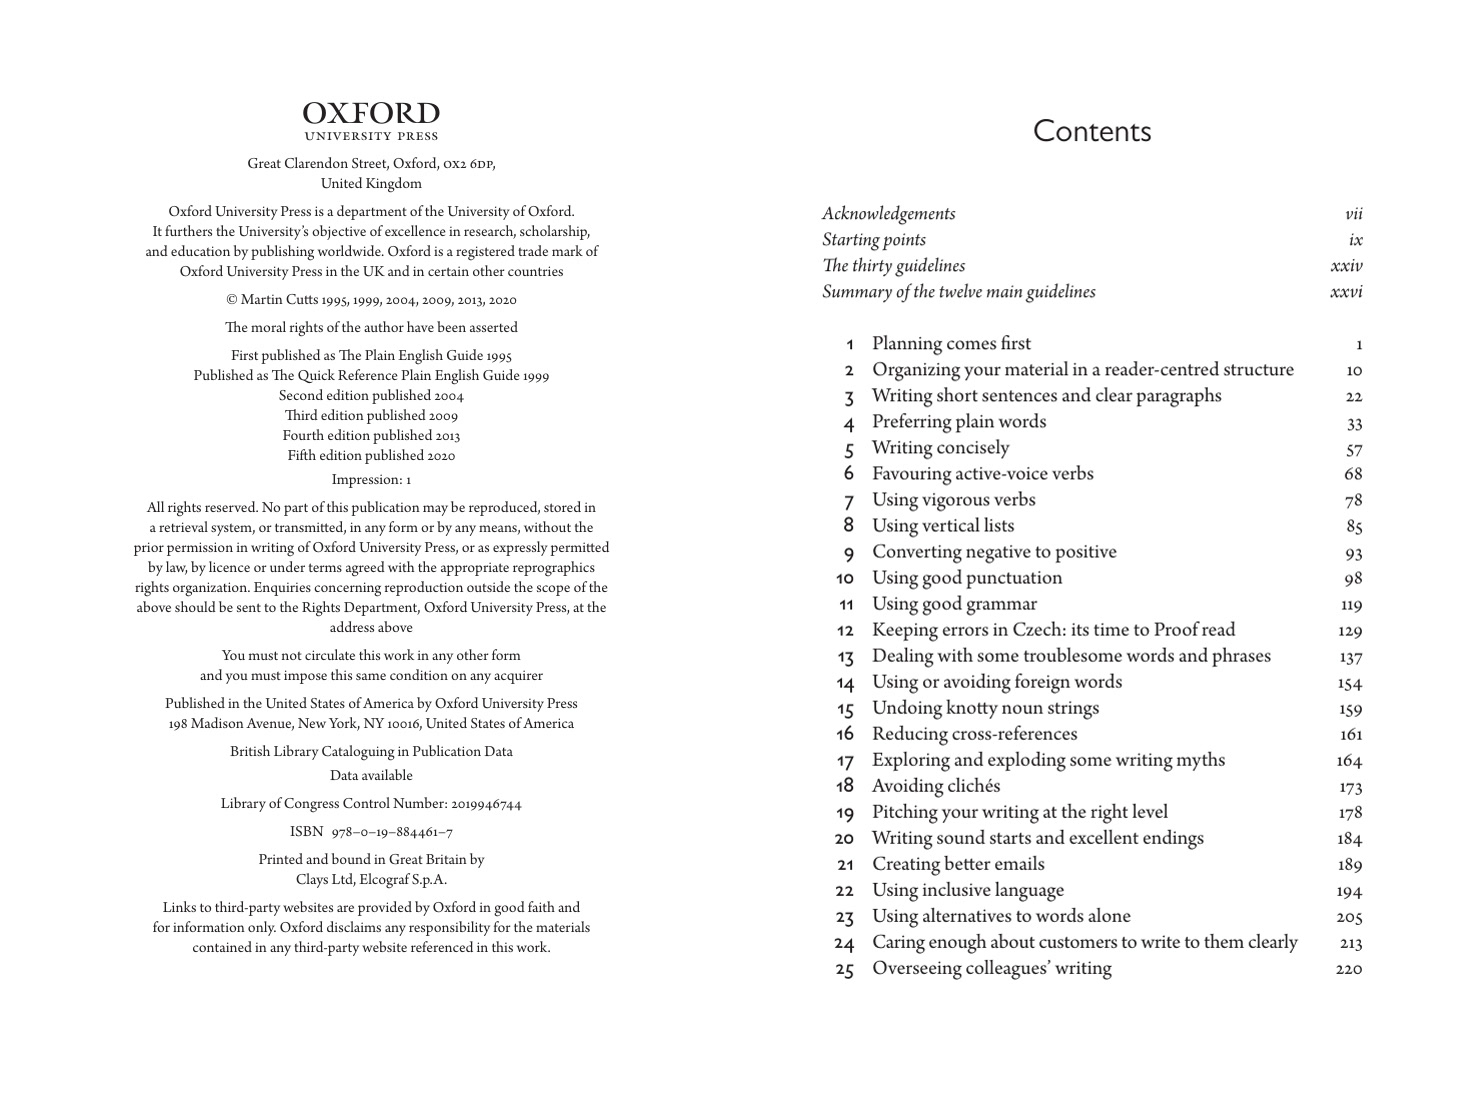 OXFORD
UNIVERSITY PRESS
Great Clarendon Street, Oxford, OX2 6DP,
United Kingdom
Oxford University Press is a department of the University of Oxford.
It furthers the University’s objective of excellence in research, scholarship,
and education by publishing worldwide. Oxford is a registered trade mark of
Oxford University Press in the UK and in certain other countries
© Martin Cutts 1995, 1999, 2004, 2009, 2013, 2020
The moral rights of the author have been asserted
First published as The Plain English Guide 1995
Published as The Quick Reference Plain English Guide 1999
Second edition published 2004
Third edition published 2009
Fourth edition published 2013
Fifth edition published 2020
Impression: 1
All rights reserved. No part of this publication may be reproduced, stored in
a retrieval system, or transmitted, in any form or by any means, without the
prior permission in writing of Oxford University Press, or as expressly permitted
by law, by licence or under terms agreed with the appropriate reprographics
rights organization. Enquiries concerning reproduction outside the scope of the
above should be sent to the Rights Department, Oxford University Press, at the
address above
You must not circulate this work in any other form
and you must impose this same condition on any acquirer
Published in the United States of America by Oxford University Press
198 Madison Avenue, New York, NY 10016, United States of America
British Library Cataloguing in Publication Data
Data available
Library of Congress Control Number: 2019946744
ISBN 978–0–19–884461–7
Printed and bound in Great Britain by
Clays Ltd, Elcograf S.p.A.
Links to third-party websites are provided by Oxford in good faith and
for information only. Oxford disclaims any responsibility for the materials
contained in any third-party website referenced in this work.
Contents
Acknowledgements vii
Starting points ix
The thirty guidelines xxiv
Summary of the twelve main guidelines xxvi
1 Planning comes first 1
2 Organizing your material in a reader-centred structure 10
3 Writing short sentences and clear paragraphs 22
4 Preferring plain words 33
5 Writing concisely 57
6 Favouring active-voice verbs 68
7 Using vigorous verbs 78
8 Using vertical lists 85
9 Converting negative to positive 93
10 Using good punctuation 98
11 Using good grammar 119
12 Keeping errors in Czech: its time to Proof read 129
13 Dealing with some troublesome words and phrases 137
14 Using or avoiding foreign words 154
15 Undoing knotty noun strings 159
16 Reducing cross-references 161
17 Exploring and exploding some writing myths 164
18 Avoiding clichés 173
19 Pitching your writing at the right level 178
20 Writing sound starts and excellent endings 184
21 Creating better emails 189
22 Using inclusive language 194
23 Using alternatives to words alone 205
24 Caring enough about customers to write to them clearly 213
25 Overseeing colleagues’ writing 220